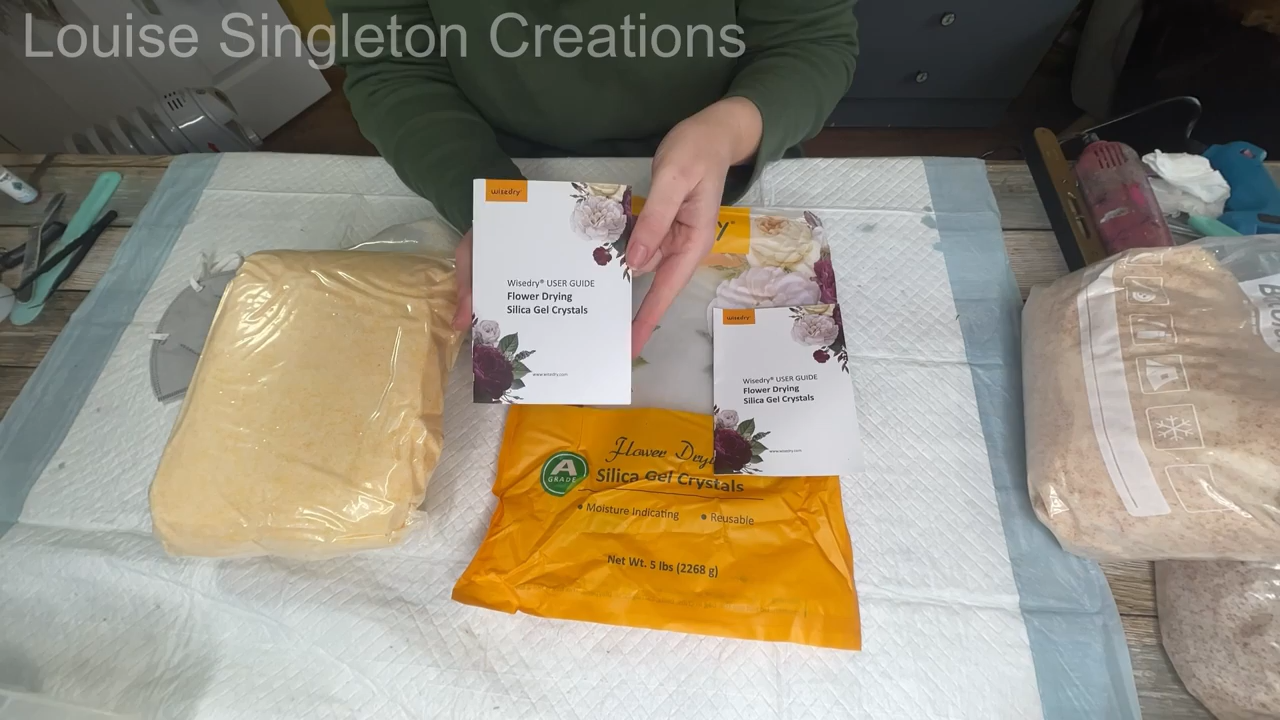 Louise Singleton Creations
wisedry
Wisedry® USER GUIDE
Flower Drying
Silica Gel Crystals
www.wisedry.com
wisedry
Wisedry® USER GUIDE
Flower Drying
Silica Gel Crystals
www.wisedry.com
Y
A
GRADE
Flower Dryi
Silica Gel Crystals
• Moisture Indicating • Reusable
Net Wt. 5 lbs (2268 g)